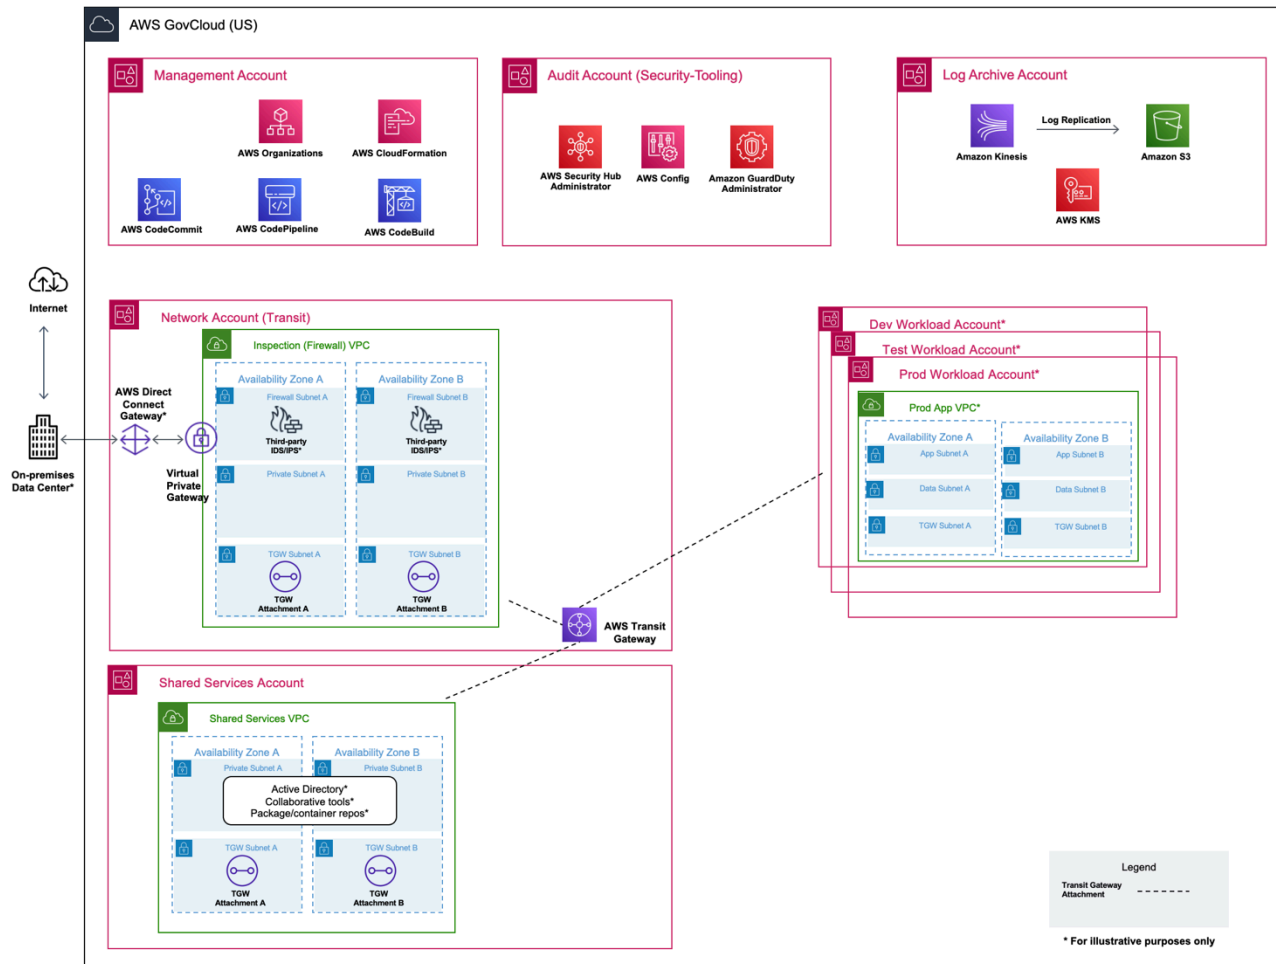 AWS GovCloud (US)
Management Account
AWS Organizations
AWS CloudFormation
AWS CodeCommit
AWS CodePipeline
AWS CodeBuild
Audit Account (Security-Tooling)
AWS Security Hub
Administrator
AWS Config
Amazon GuardDuty
Administrator
Log Archive Account
Amazon Kinesis
Log Replication
Amazon S3
AWS KMS
Internet
On-premises
Data Center*
AWS Direct
Connect
Gateway*
Virtual
Private
Gateway
Network Account (Transit)
Inspection (Firewall) VPC
Availability Zone A
Firewall Subnet A
Third-party
IDS/IPS*
Private Subnet A
TGW Subnet A
TGW
Attachment A
Availability Zone B
Firewall Subnet B
Third-party
IDS/IPS*
Private Subnet B
TGW Subnet B
TGW
Attachment B
AWS Transit
Gateway
Dev Workload Account*
Test Workload Account*
Prod Workload Account*
Prod App VPC*
Availability Zone A
App Subnet A
Data Subnet A
TGW Subnet A
Availability Zone B
App Subnet B
Data Subnet B
TGW Subnet B
Shared Services Account
Shared Services VPC
Availability Zone A
Private Subnet A
Availability Zone B
Private Subnet B
Active Directory*
Collaborative tools*
Package/container repos*
TGW Subnet A
TGW
Attachment A
TGW Subnet B
TGW
Attachment B
Legend
Transit Gateway
Attachment
* For illustrative purposes only